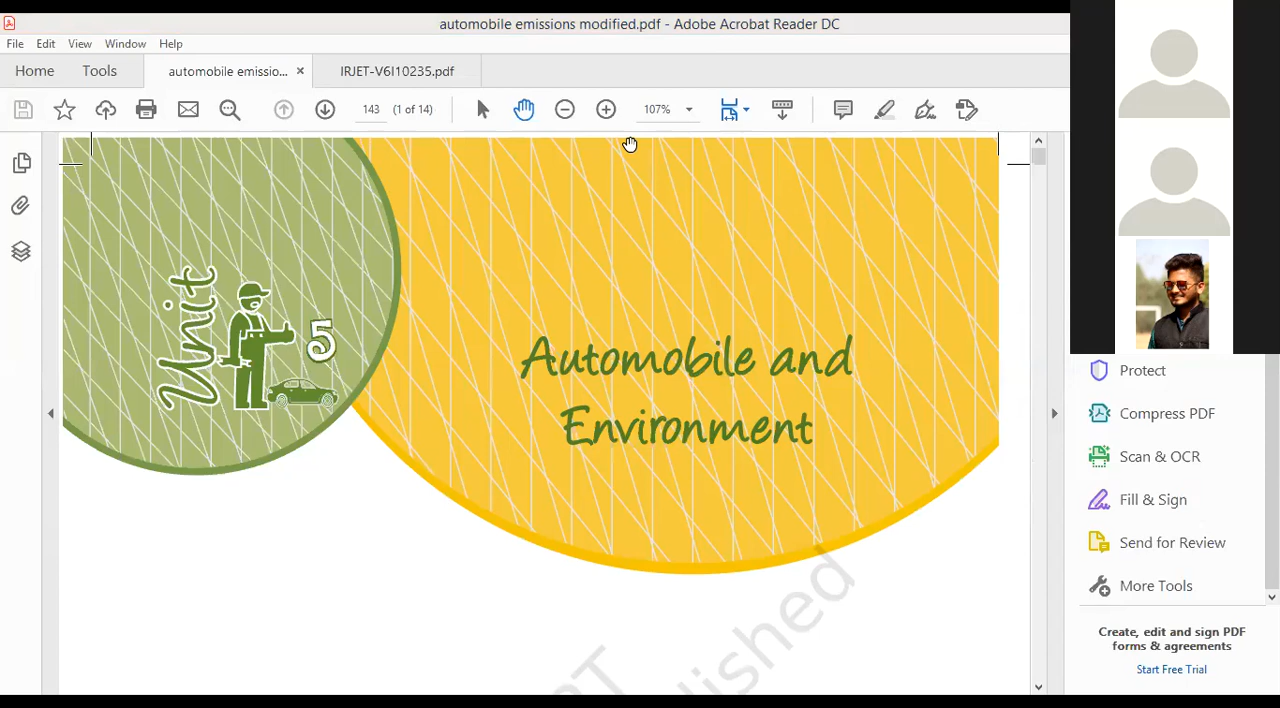 automobile emissions modified.pdf - Adobe Acrobat Reader DC
File Edit View Window Help
Home Tools automobile emissio... × IRJET-V6I10235.pdf
143 (1 of 14) 107%
Unit 5
Automobile and
Environment
lished
Protect
Compress PDF
Scan & OCR
Fill & Sign
Send for Review
More Tools
Create, edit and sign PDF
forms & agreements
Start Free Trial